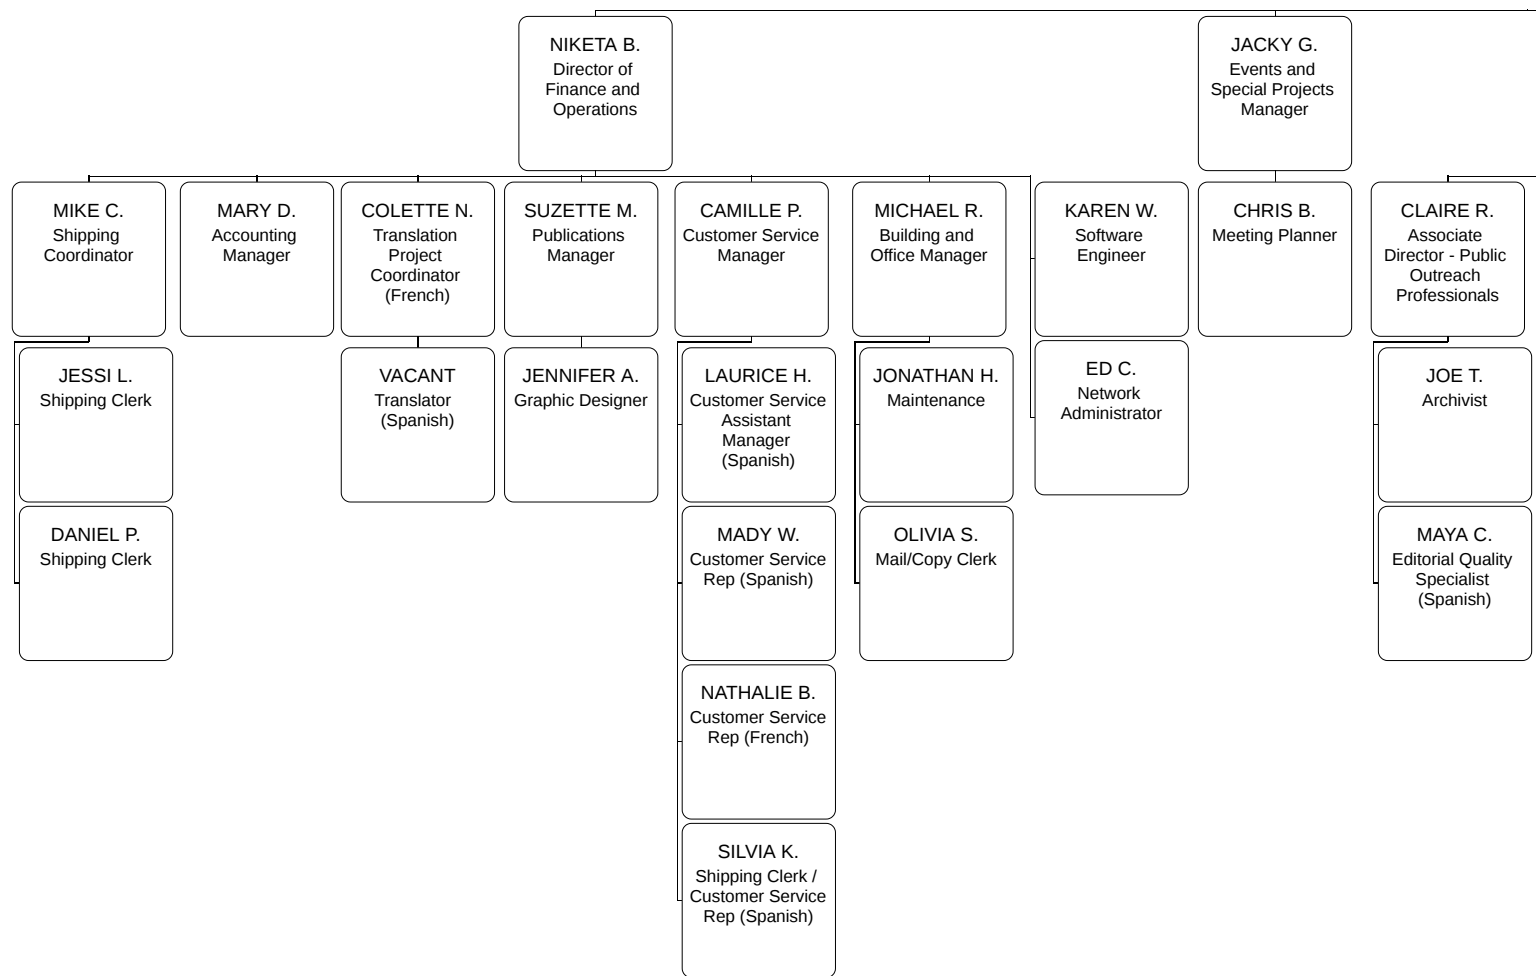 NIKETA B.
Director of
Finance and
Operations
JACKY G.
Events and
Special Projects
Manager
MIKE C.
Shipping
Coordinator
MARY D.
Accounting
Manager
COLETTE N.
Translation
Project
Coordinator
(French)
SUZETTE M.
Publications
Manager
CAMILLE P.
Customer Service
Manager
MICHAEL R.
Building and
Office Manager
KAREN W.
Software
Engineer
CHRIS B.
Meeting Planner
CLAIRE R.
Associate
Director - Public
Outreach
Professionals
JESSI L.
Shipping Clerk
VACANT
Translator
(Spanish)
JENNIFER A.
Graphic Designer
LAURICE H.
Customer Service
Assistant
Manager
(Spanish)
JONATHAN H.
Maintenance
ED C.
Network
Administrator
JOE T.
Archivist
DANIEL P.
Shipping Clerk
MADY W.
Customer Service
Rep (Spanish)
OLIVIA S.
Mail/Copy Clerk
MAYA C.
Editorial Quality
Specialist
(Spanish)
NATHALIE B.
Customer Service
Rep (French)
SILVIA K.
Shipping Clerk /
Customer Service
Rep (Spanish)